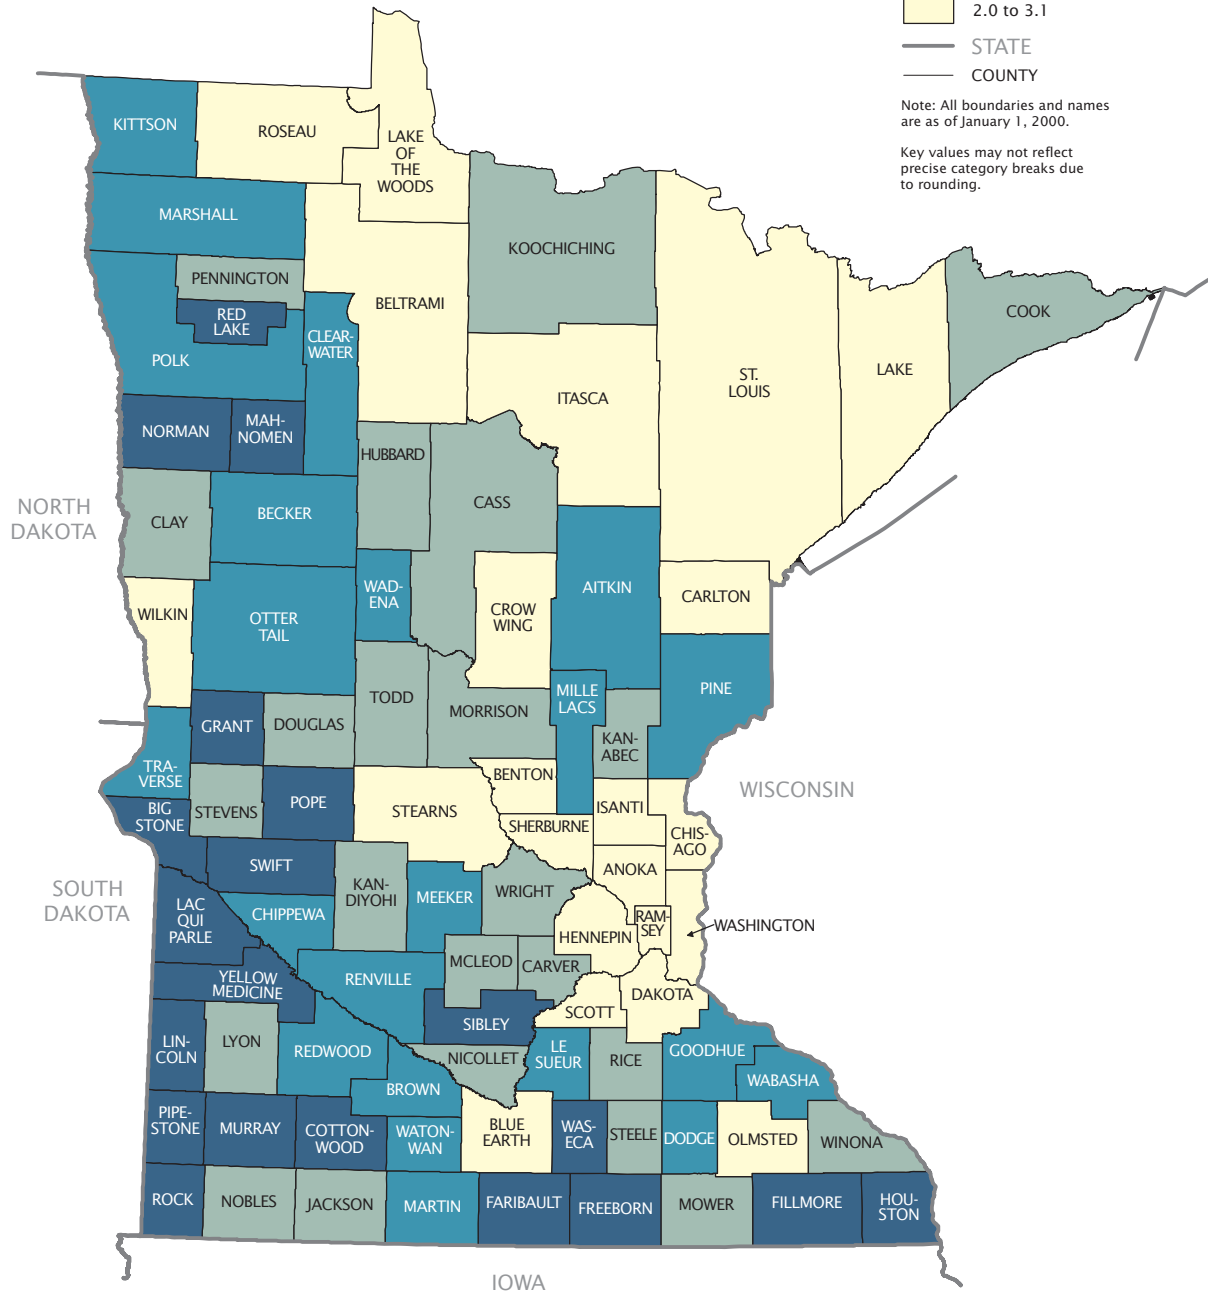 2.0 to 3.1
STATE
COUNTY
Note: All boundaries and names
are as of January 1, 2000.
Key values may not reflect
precise category breaks due
to rounding.
KITTSON
ROSEAU
LAKE
OF
THE
WOODS
MARSHALL
KOOCHICHING
PENNINGTON
BELTRAMI
COOK
RED
LAKE
CLEAR-
WATER
POLK
ST.
LOUIS
LAKE
ITASCA
NORMAN
MAH-
NOMEN
HUBBARD
CASS
NORTH
DAKOTA
CLAY
BECKER
WAD-
ENA
AITKIN
CARLTON
WILKIN
OTTER
TAIL
CROW
WING
PINE
MILLE
LACS
TODD
MORRISON
GRANT
DOUGLAS
KAN-
ABEC
TRA-
VERSE
BENTON
WISCONSIN
BIG
STONE
STEVENS
POPE
STEARNS
ISANTI
SHERBURNE
CHIS-
AGO
SWIFT
ANOKA
SOUTH
DAKOTA
KAN-
DIYOHI
MEEKER
WRIGHT
LAC
QUI
PARLE
CHIPPEWA
RAM-
SEY
WASHINGTON
HENNEPIN
MCLEOD
CARVER
YELLOW
MEDICINE
RENVILLE
DAKOTA
SCOTT
SIBLEY
LIN-
COLN
LYON
REDWOOD
NICOLLET
LE
SUEUR
RICE
GOODHUE
WABASHA
BROWN
PIPE-
STONE
MURRAY
COTTON-
WOOD
WATON-
WAN
BLUE
EARTH
WAS-
ECA
STEELE
DODGE
OLMSTED
WINONA
ROCK
NOBLES
JACKSON
MARTIN
FARIBAULT
FREEBORN
MOWER
FILLMORE
HOU-
STON
IOWA